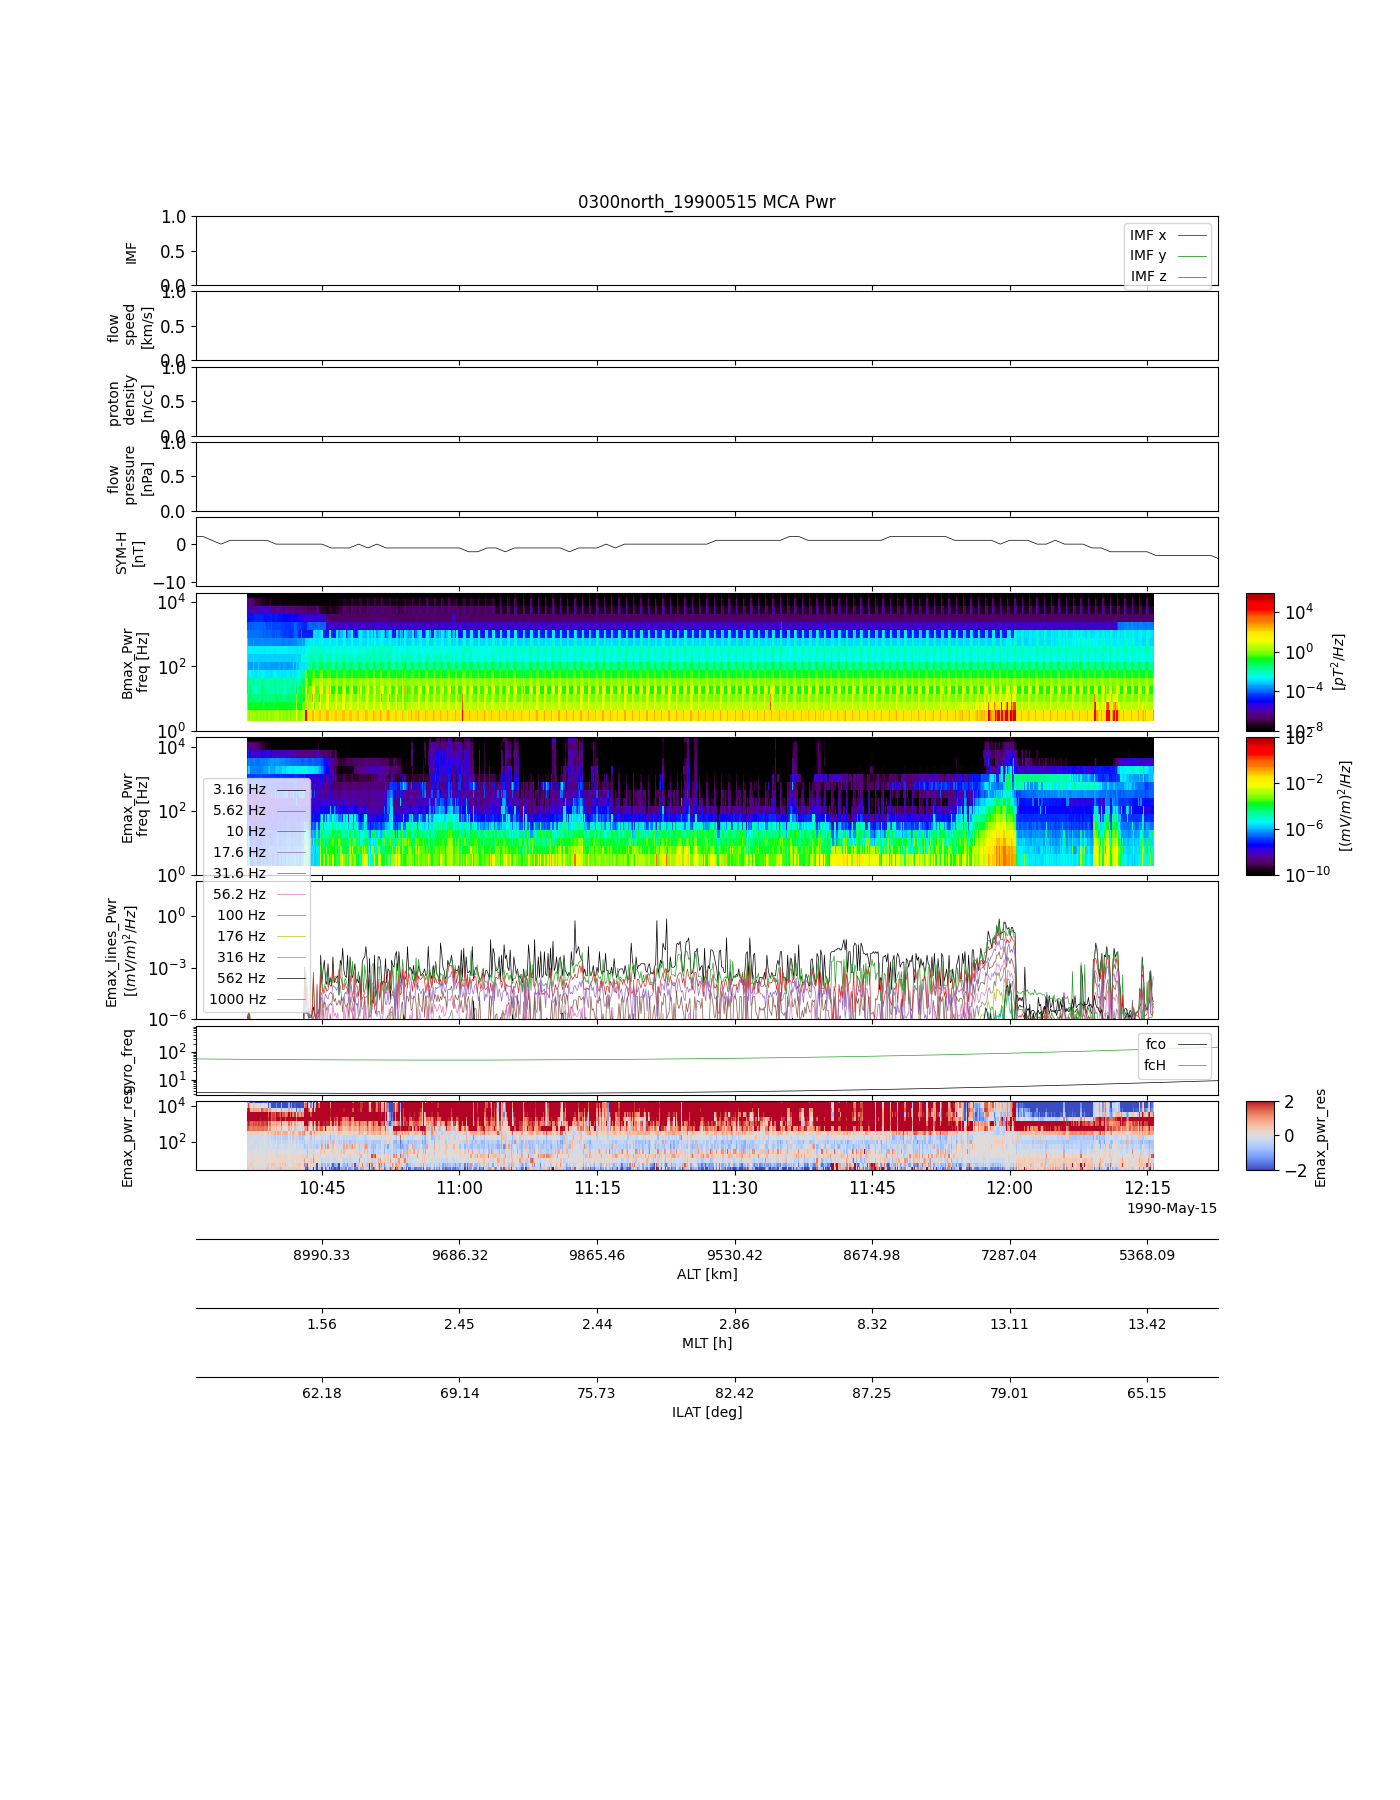 0300north_19900515 MCA Pwr
1.0
0.5
0.0
IMF
IMF x
IMF y
IMF z
1.0
0.5
0.0
flow
speed
[km/s]
1.0
0.5
0.0
proton
density
[n/cc]
1.0
0.5
0.0
flow
pressure
[nPa]
0
−10
SYM-H
[nT]
10^4
10^2
10^0
Bmax_Pwr
freq [Hz]
10^4
10^0
10^-4
10^-8
[pT^2/Hz]
10^4
10^2
10^0
Emax_Pwr
freq [Hz]
10^2
10^-2
10^-6
10^-10
[(mV/m)^2/Hz]
3.16 Hz
5.62 Hz
10 Hz
17.6 Hz
31.6 Hz
56.2 Hz
100 Hz
176 Hz
316 Hz
562 Hz
1000 Hz
10^0
10^-3
10^-6
Emax_lines_Pwr
[(mV/m)^2/Hz]
10^2
10^1
gyro_freq
fco
fcH
10^4
10^2
Emax_pwr_res
2
0
−2
Emax_pwr_res
10:45 11:00 11:15 11:30 11:45 12:00 12:15
1990-May-15
8990.33 9686.32 9865.46 9530.42 8674.98 7287.04 5368.09
ALT [km]
1.56 2.45 2.44 2.86 8.32 13.11 13.42
MLT [h]
62.18 69.14 75.73 82.42 87.25 79.01 65.15
ILAT [deg]